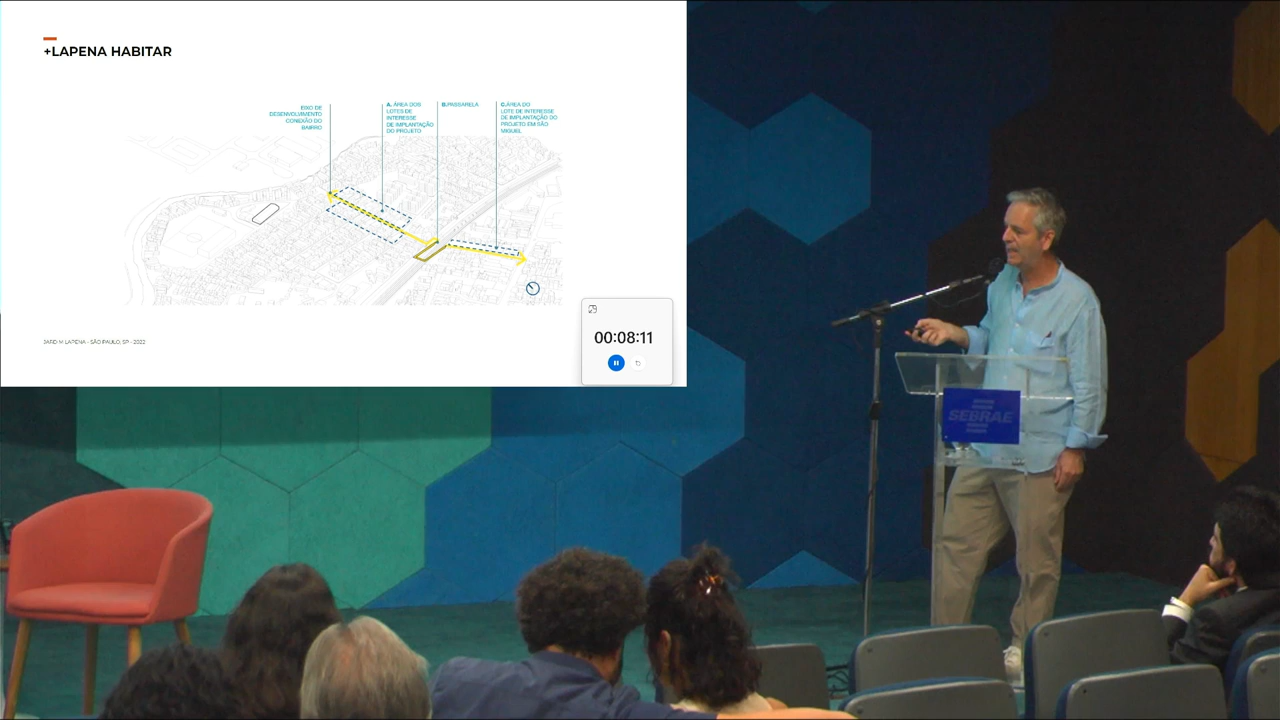 +LAPENA HABITAR
EIXO DE
DESENVOLVIMENTO
CONEXÃO DO
BAIRRO
A. ÁREA DOS
LOTES DE
INTERESSE
DE IMPLANTAÇÃO
DO PROJETO
B.PASSARELA
C.ÁREA DO
LOTE DE INTERESSE
DE IMPLANTAÇÃO DO
PROJETO EM SÃO
MIGUEL
JARDIM LAPENA - SÃO PAULO, SP - 2022
00:08:11
SEBRAE